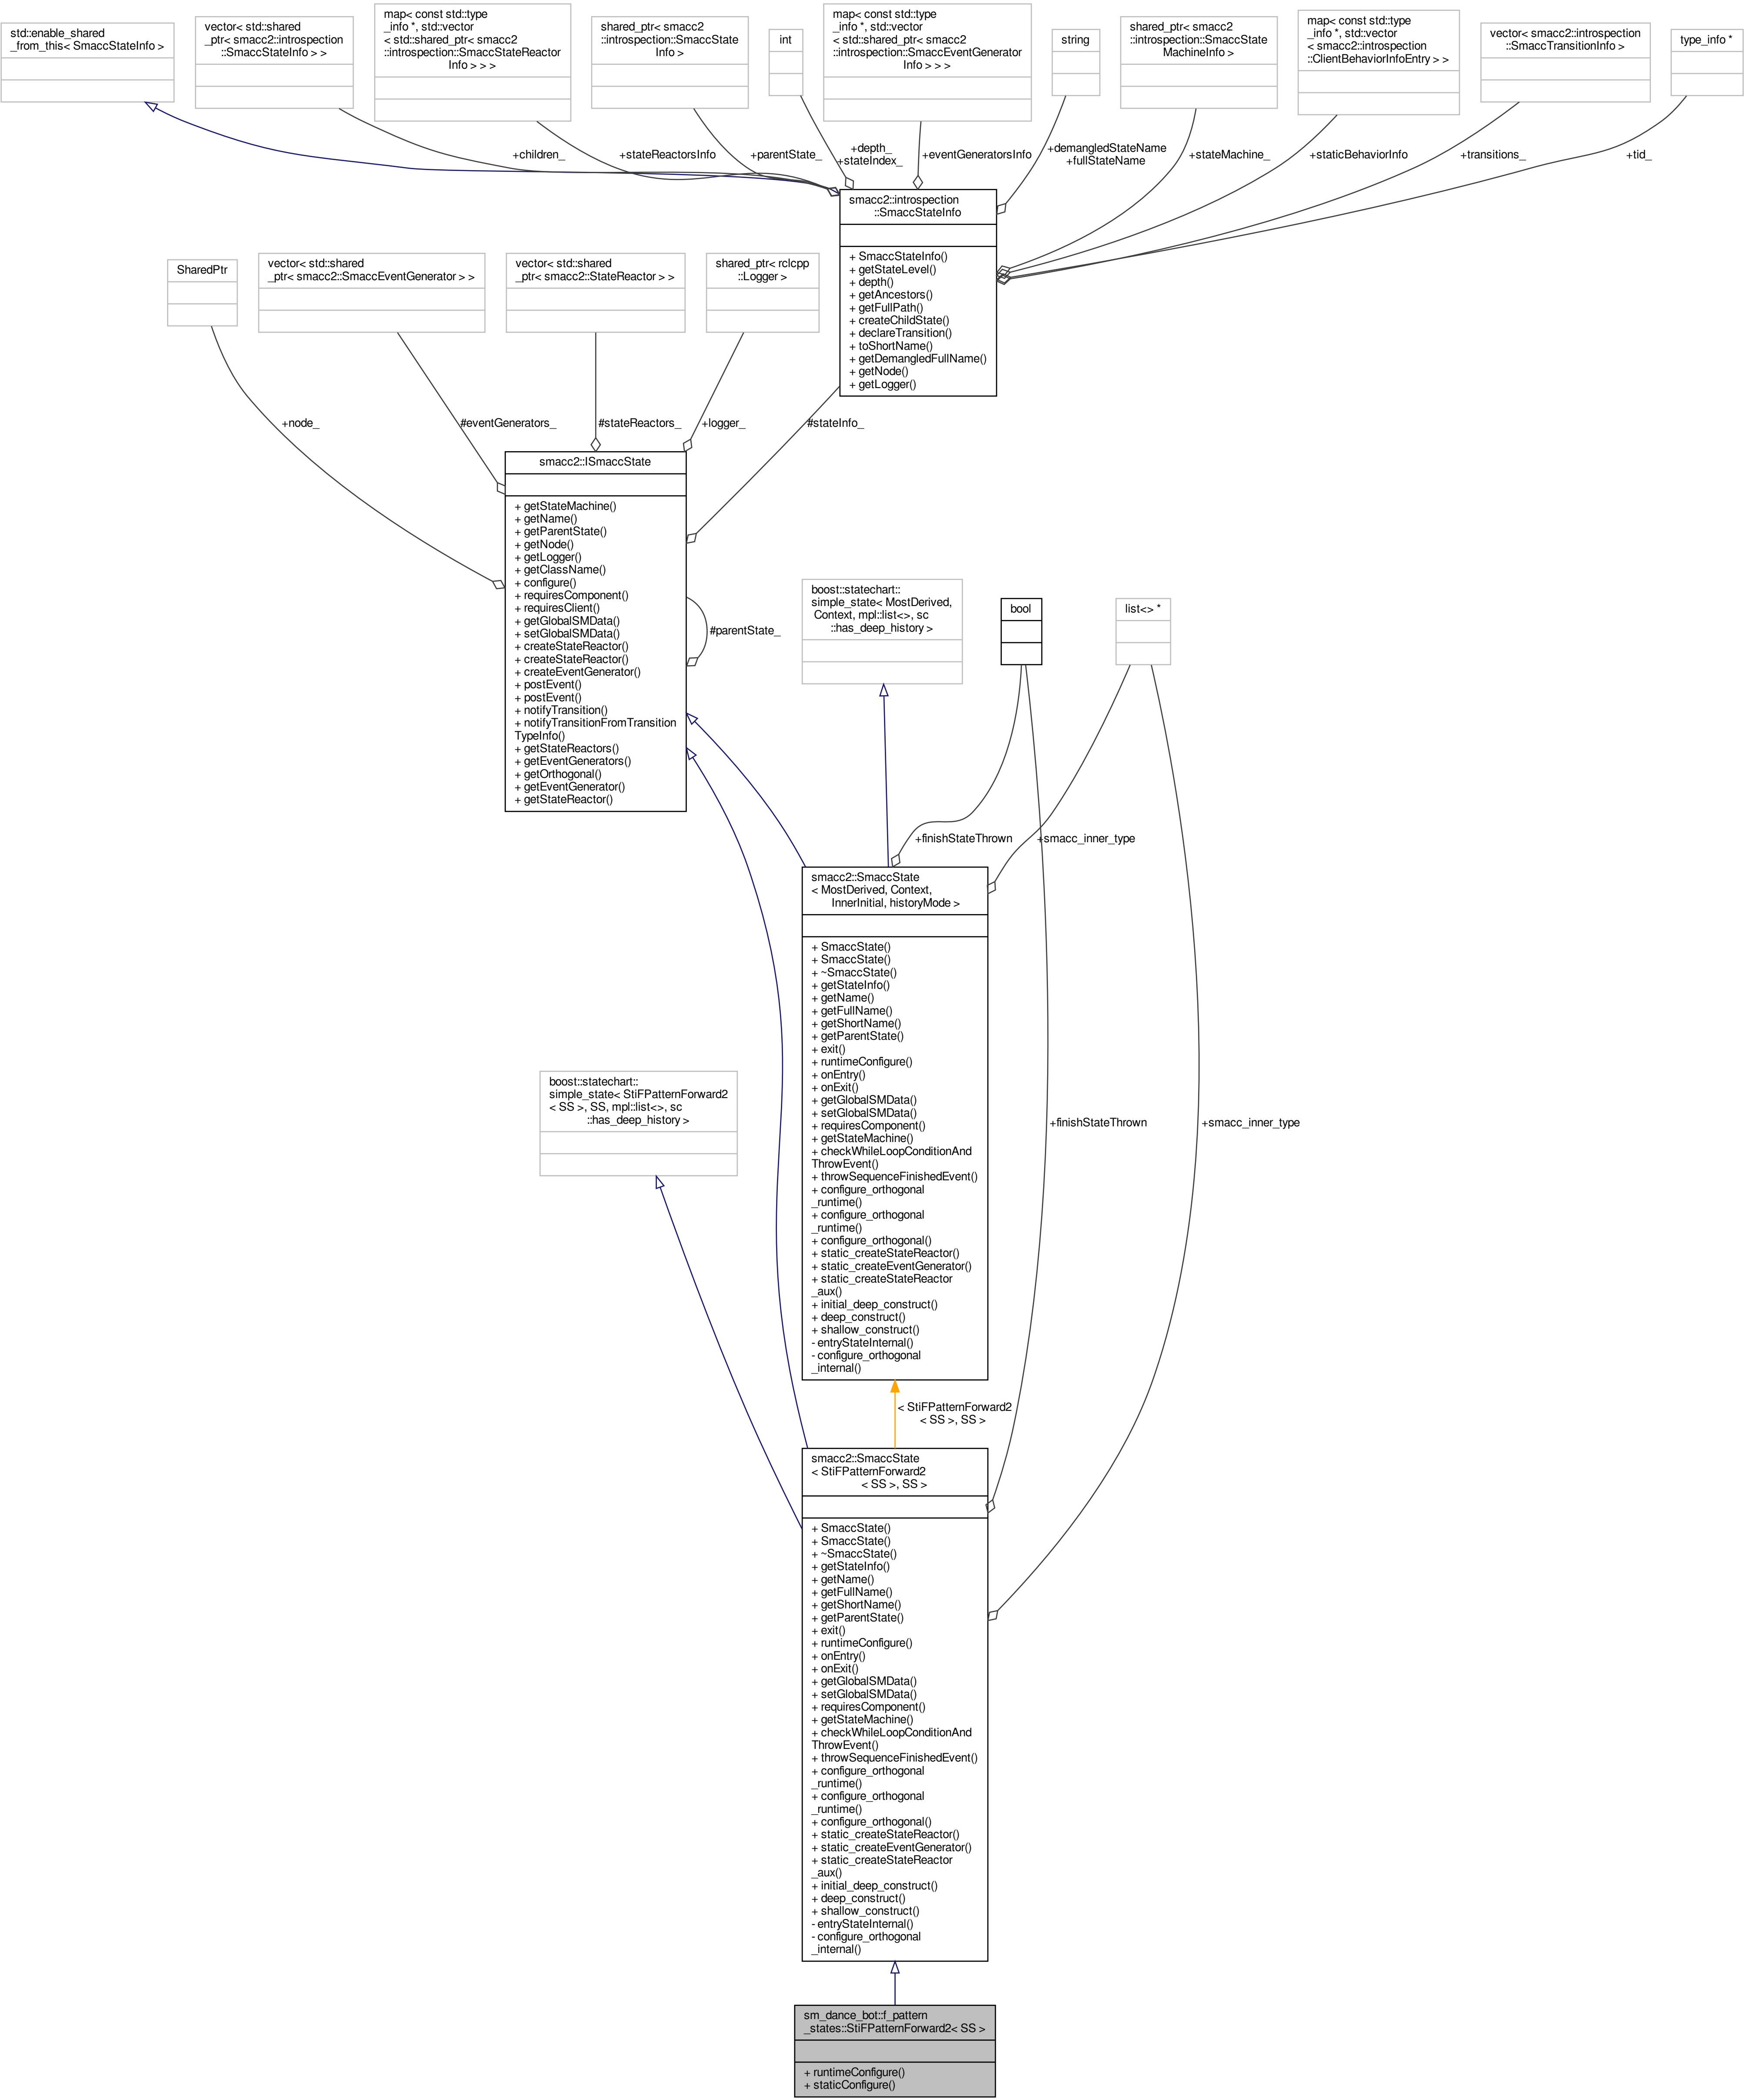 std::enable_shared
_from_this< SmaccStateInfo >
vector< std::shared
_ptr< smacc2::introspection
::SmaccStateInfo > >
map< const std::type
_info *, std::vector
< std::shared_ptr< smacc2
::introspection::SmaccStateReactor
Info > > >
shared_ptr< smacc2
::introspection::SmaccState
Info >
int
map< const std::type
_info *, std::vector
< std::shared_ptr< smacc2
::introspection::SmaccEventGenerator
Info > > >
string
shared_ptr< smacc2
::introspection::SmaccState
MachineInfo >
map< const std::type
_info *, std::vector
< smacc2::introspection
::ClientBehaviorInfoEntry > >
vector< smacc2::introspection
::SmaccTransitionInfo >
type_info *
+children_
+stateReactorsInfo
+parentState_
+depth_
+stateIndex_
+eventGeneratorsInfo
+demangledStateName
+fullStateName
+stateMachine_
+staticBehaviorInfo
+transitions_
+tid_
smacc2::introspection
::SmaccStateInfo
+ SmaccStateInfo()
+ getStateLevel()
+ depth()
+ getAncestors()
+ getFullPath()
+ createChildState()
+ declareTransition()
+ toShortName()
+ getDemangledFullName()
+ getNode()
+ getLogger()
SharedPtr
vector< std::shared
_ptr< smacc2::SmaccEventGenerator > >
vector< std::shared
_ptr< smacc2::StateReactor > >
shared_ptr< rclcpp
::Logger >
+node_
#eventGenerators_
#stateReactors_
+logger_
#stateInfo_
smacc2::ISmaccState
+ getStateMachine()
+ getName()
+ getParentState()
+ getNode()
+ getLogger()
+ getClassName()
+ configure()
+ requiresComponent()
+ requiresClient()
+ getGlobalSMData()
+ setGlobalSMData()
+ createStateReactor()
+ createStateReactor()
+ createEventGenerator()
+ postEvent()
+ postEvent()
+ notifyTransition()
+ notifyTransitionFromTransition
TypeInfo()
+ getStateReactors()
+ getEventGenerators()
+ getOrthogonal()
+ getEventGenerator()
+ getStateReactor()
#parentState_
boost::statechart::
simple_state< MostDerived,
Context, mpl::list<>, sc
::has_deep_history >
bool
list<> *
+finishStateThrown
+smacc_inner_type
smacc2::SmaccState
< MostDerived, Context,
InnerInitial, historyMode >
+ SmaccState()
+ SmaccState()
+ ~SmaccState()
+ getStateInfo()
+ getName()
+ getFullName()
+ getShortName()
+ getParentState()
+ exit()
+ runtimeConfigure()
+ onEntry()
+ onExit()
+ getGlobalSMData()
+ setGlobalSMData()
+ requiresComponent()
+ getStateMachine()
+ checkWhileLoopConditionAnd
ThrowEvent()
+ throwSequenceFinishedEvent()
+ configure_orthogonal
_runtime()
+ configure_orthogonal
_runtime()
+ configure_orthogonal()
+ static_createStateReactor()
+ static_createEventGenerator()
+ static_createStateReactor
_aux()
+ initial_deep_construct()
+ deep_construct()
+ shallow_construct()
- entryStateInternal()
- configure_orthogonal
_internal()
boost::statechart::
simple_state< StiFPatternForward2
< SS >, SS, mpl::list<>, sc
::has_deep_history >
+finishStateThrown
+smacc_inner_type
< StiFPatternForward2
< SS >, SS >
smacc2::SmaccState
< StiFPatternForward2
< SS >, SS >
+ SmaccState()
+ SmaccState()
+ ~SmaccState()
+ getStateInfo()
+ getName()
+ getFullName()
+ getShortName()
+ getParentState()
+ exit()
+ runtimeConfigure()
+ onEntry()
+ onExit()
+ getGlobalSMData()
+ setGlobalSMData()
+ requiresComponent()
+ getStateMachine()
+ checkWhileLoopConditionAnd
ThrowEvent()
+ throwSequenceFinishedEvent()
+ configure_orthogonal
_runtime()
+ configure_orthogonal
_runtime()
+ configure_orthogonal()
+ static_createStateReactor()
+ static_createEventGenerator()
+ static_createStateReactor
_aux()
+ initial_deep_construct()
+ deep_construct()
+ shallow_construct()
- entryStateInternal()
- configure_orthogonal
_internal()
sm_dance_bot::f_pattern
_states::StiFPatternForward2< SS >
+ runtimeConfigure()
+ staticConfigure()